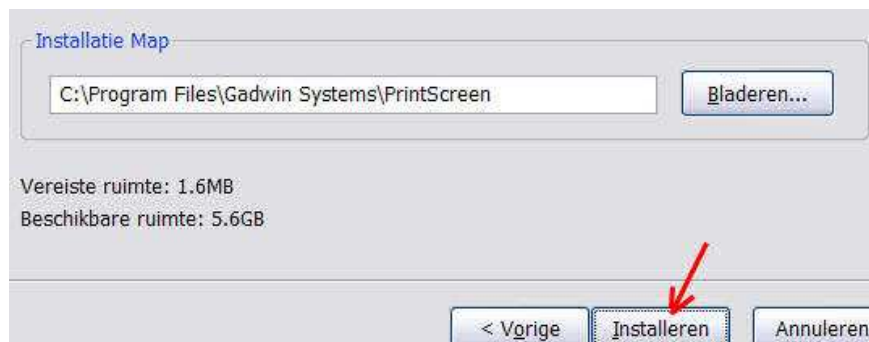 Installatie Map
C:\Program Files\Gadwin Systems\PrintScreen Bladeren...
Vereiste ruimte: 1.6MB
Beschikbare ruimte: 5.6GB
< Vorige Installeren Annuleren